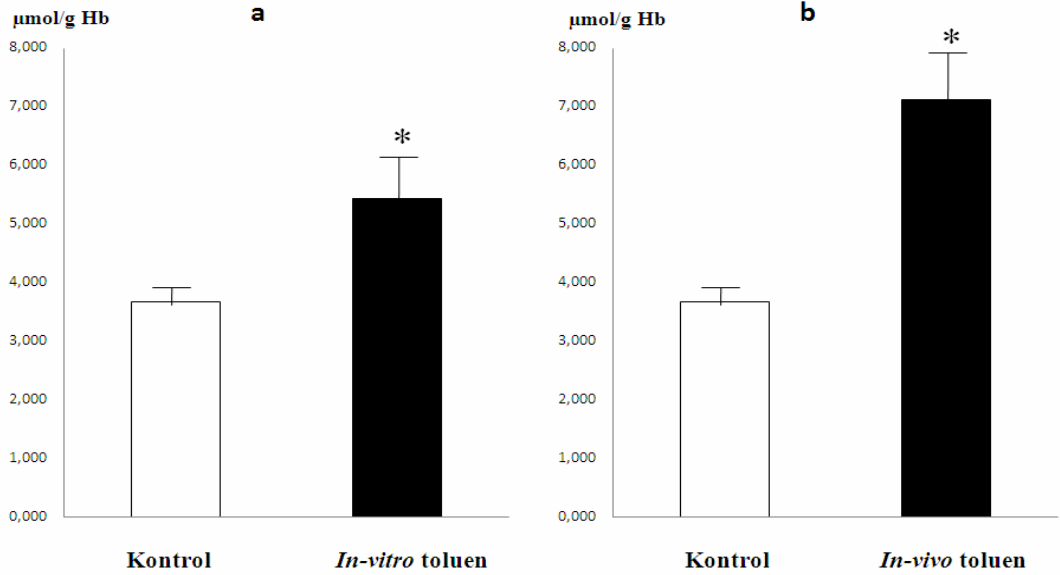 a
µmol/g Hb
8,000
7,000
6,000
5,000
4,000
3,000
2,000
1,000
0,000
*
Kontrol
In-vitro toluen
b
µmol/g Hb
8,000
7,000
6,000
5,000
4,000
3,000
2,000
1,000
0,000
*
Kontrol
In-vivo toluen